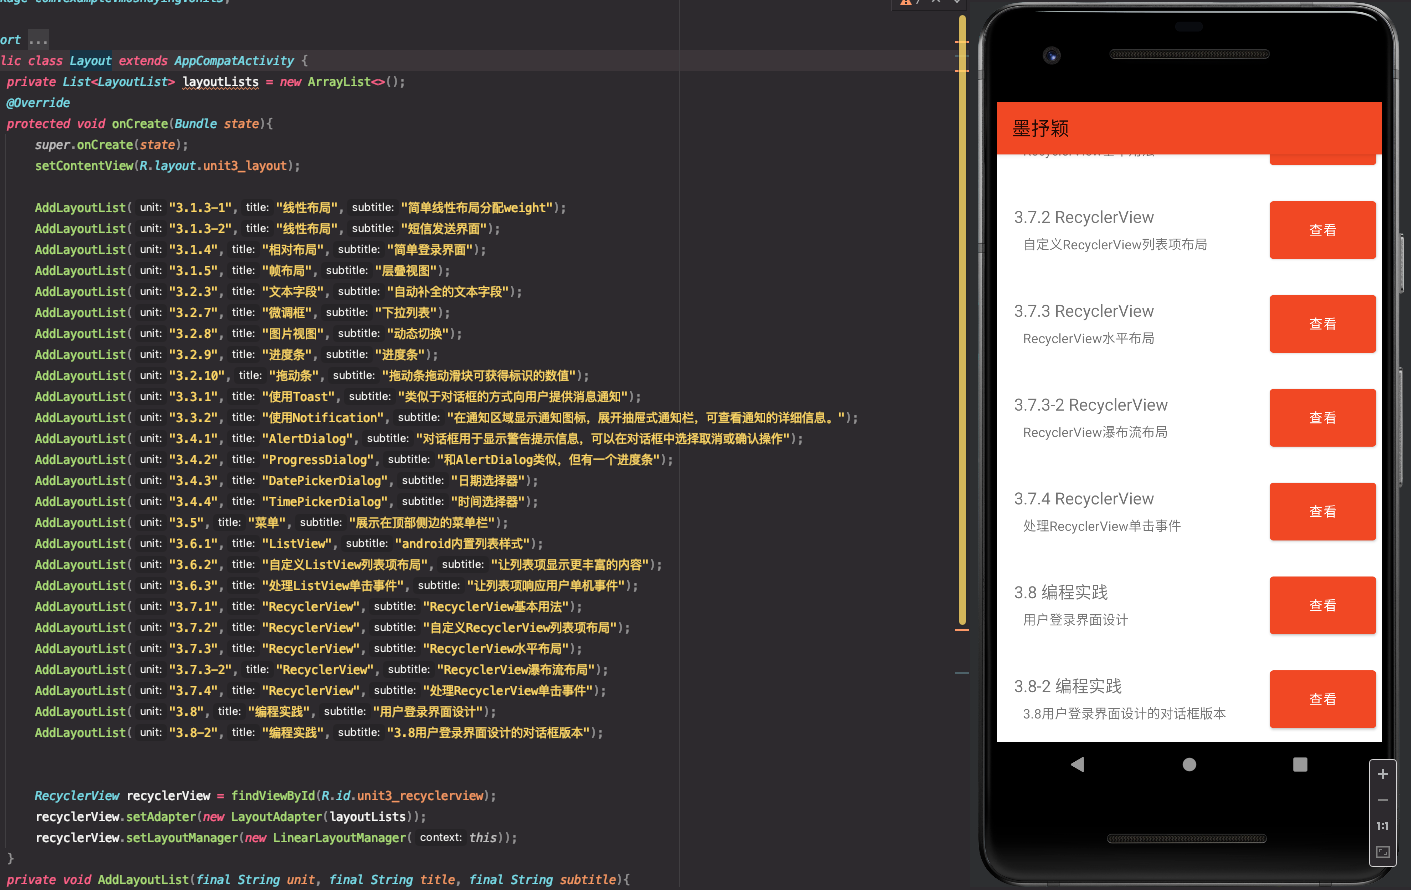 ort ...
lic class Layout extends AppCompatActivity {
private List<LayoutList> layoutLists = new ArrayList<>();
@Override
protected void onCreate(Bundle state){
super.onCreate(state);
setContentView(R.layout.unit3_layout);
AddLayoutList( unit: "3.1.3-1", title: "线性布局", subtitle: "简单线性布局分配weight");
AddLayoutList( unit: "3.1.3-2", title: "线性布局", subtitle: "短信发送界面");
AddLayoutList( unit: "3.1.4", title: "相对布局", subtitle: "简单登录界面");
AddLayoutList( unit: "3.1.5", title: "帧布局", subtitle: "层叠视图");
AddLayoutList( unit: "3.2.3", title: "文本字段", subtitle: "自动补全的文本字段");
AddLayoutList( unit: "3.2.7", title: "微调框", subtitle: "下拉列表");
AddLayoutList( unit: "3.2.8", title: "图片视图", subtitle: "动态切换");
AddLayoutList( unit: "3.2.9", title: "进度条", subtitle: "进度条");
AddLayoutList( unit: "3.2.10", title: "拖动条", subtitle: "拖动条拖动滑块可获得标识的数值");
AddLayoutList( unit: "3.3.1", title: "使用Toast", subtitle: "类似于对话框的方式向用户提供消息通知");
AddLayoutList( unit: "3.3.2", title: "使用Notification", subtitle: "在通知区域显示通知图标，展开抽屉式通知栏，可查看通知的详细信息。");
AddLayoutList( unit: "3.4.1", title: "AlertDialog", subtitle: "对话框用于显示警告提示信息，可以在对话框中选择取消或确认操作");
AddLayoutList( unit: "3.4.2", title: "ProgressDialog", subtitle: "和AlertDialog类似，但有一个进度条");
AddLayoutList( unit: "3.4.3", title: "DatePickerDialog", subtitle: "日期选择器");
AddLayoutList( unit: "3.4.4", title: "TimePickerDialog", subtitle: "时间选择器");
AddLayoutList( unit: "3.5", title: "菜单", subtitle: "展示在顶部侧边的菜单栏");
AddLayoutList( unit: "3.6.1", title: "ListView", subtitle: "android内置列表样式");
AddLayoutList( unit: "3.6.2", title: "自定义ListView列表项布局", subtitle: "让列表项显示更丰富的内容");
AddLayoutList( unit: "3.6.3", title: "处理ListView单击事件", subtitle: "让列表项响应用户单机事件");
AddLayoutList( unit: "3.7.1", title: "RecyclerView", subtitle: "RecyclerView基本用法");
AddLayoutList( unit: "3.7.2", title: "RecyclerView", subtitle: "自定义RecyclerView列表项布局");
AddLayoutList( unit: "3.7.3", title: "RecyclerView", subtitle: "RecyclerView水平布局");
AddLayoutList( unit: "3.7.3-2", title: "RecyclerView", subtitle: "RecyclerView瀑布流布局");
AddLayoutList( unit: "3.7.4", title: "RecyclerView", subtitle: "处理RecyclerView单击事件");
AddLayoutList( unit: "3.8", title: "编程实践", subtitle: "用户登录界面设计");
AddLayoutList( unit: "3.8-2", title: "编程实践", subtitle: "3.8用户登录界面设计的对话框版本");
RecyclerView recyclerView = findViewById(R.id.unit3_recyclerview);
recyclerView.setAdapter(new LayoutAdapter(layoutLists));
recyclerView.setLayoutManager(new LinearLayoutManager( context: this));
}
private void AddLayoutList(final String unit, final String title, final String subtitle){
墨抒颖
3.7.2 RecyclerView
自定义RecyclerView列表项布局
查看
3.7.3 RecyclerView
RecyclerView水平布局
查看
3.7.3-2 RecyclerView
RecyclerView瀑布流布局
查看
3.7.4 RecyclerView
处理RecyclerView单击事件
查看
3.8 编程实践
用户登录界面设计
查看
3.8-2 编程实践
3.8用户登录界面设计的对话框版本
查看
1:1